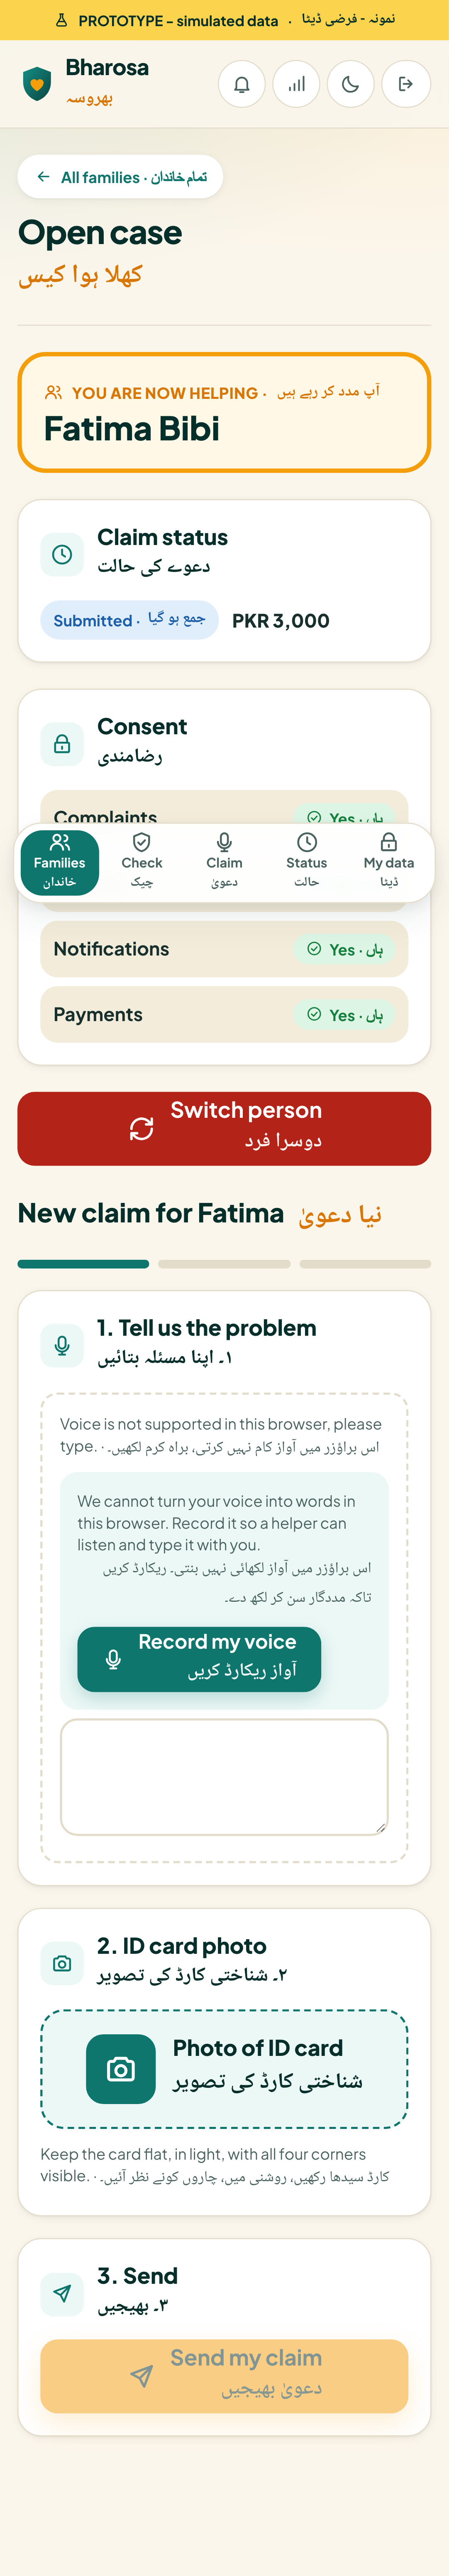 PROTOTYPE - simulated data · نمونہ - فرضی ڈیٹا
Bharosa
بھروسہ
All families · تمام خاندان
Open case
کھلا ہوا کیس
YOU ARE NOW HELPING · آپ مدد کر رہے ہیں
Fatima Bibi
Claim status
دعوے کی حالت
Submitted · جمع ہو گیا PKR 3,000
Consent
رضامندی
Complaints Yes · ہاں
Families Check Claim Status My data
خاندان چیک دعویٰ حالت ڈیٹا
Notifications Yes · ہاں
Payments Yes · ہاں
Switch person
دوسرا فرد
New claim for Fatima نیا دعویٰ
1. Tell us the problem
۱۔ اپنا مسئلہ بتائیں
Voice is not supported in this browser, please
type. · اس براؤزر میں آواز کام نہیں کرتی، براہ کرم لکھیں۔
We cannot turn your voice into words in
this browser. Record it so a helper can
listen and type it with you.
اس براؤزر میں آواز لکھائی نہیں بنتی۔ ریکارڈ کریں
تاکہ مددگار سن کر لکھ دے۔
Record my voice
آواز ریکارڈ کریں
2. ID card photo
۲۔ شناختی کارڈ کی تصویر
Photo of ID card
شناختی کارڈ کی تصویر
Keep the card flat, in light, with all four corners
visible. · کارڈ سیدھا رکھیں، روشنی میں، چاروں کونے نظر آئیں۔
3. Send
۳۔ بھیجیں
Send my claim
دعویٰ بھیجیں